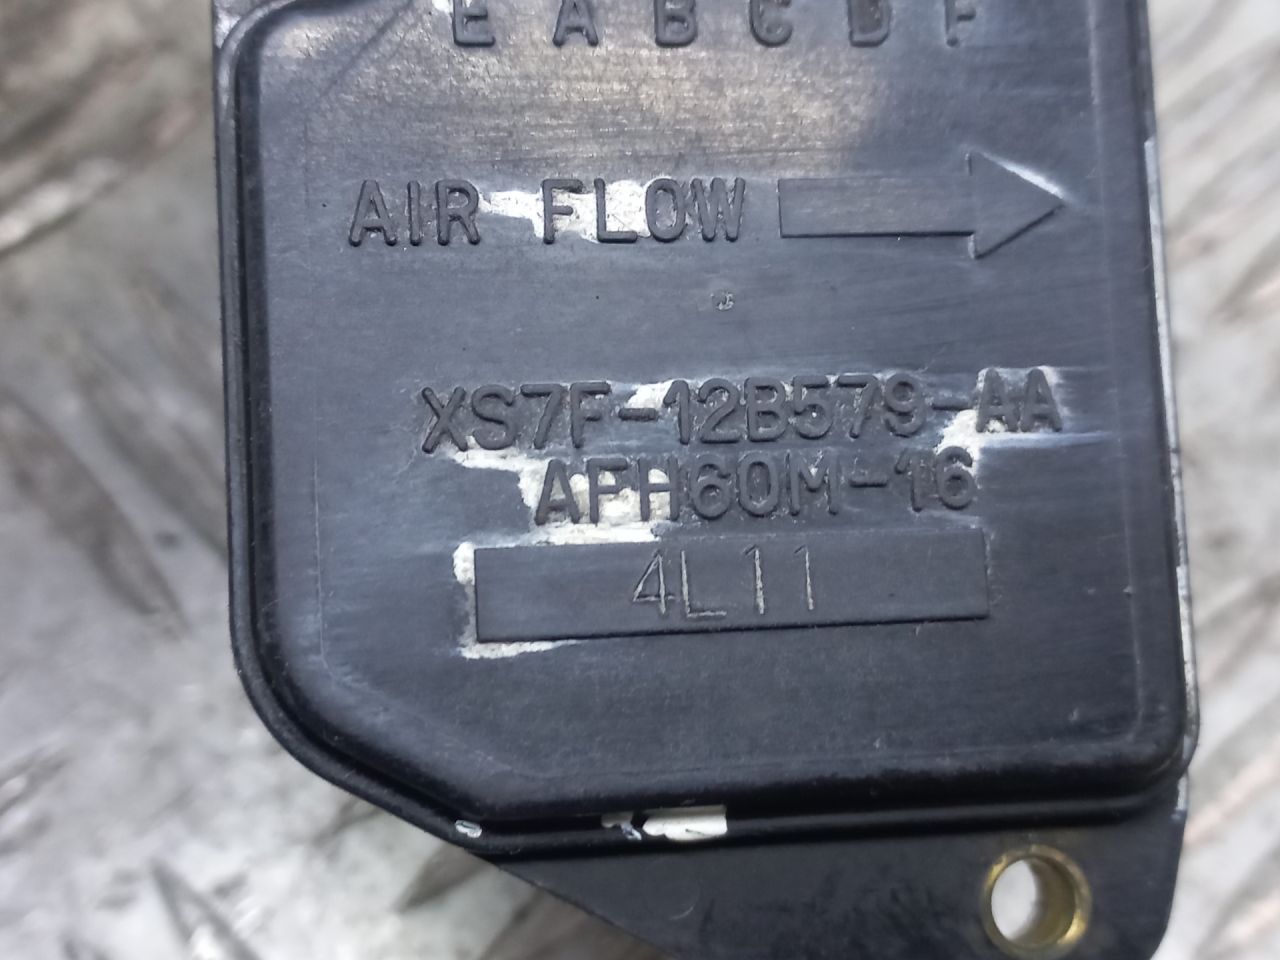 E A B C D F
AIR FLOW
XS7F-12B579-AA
AFH60M-16
4L11